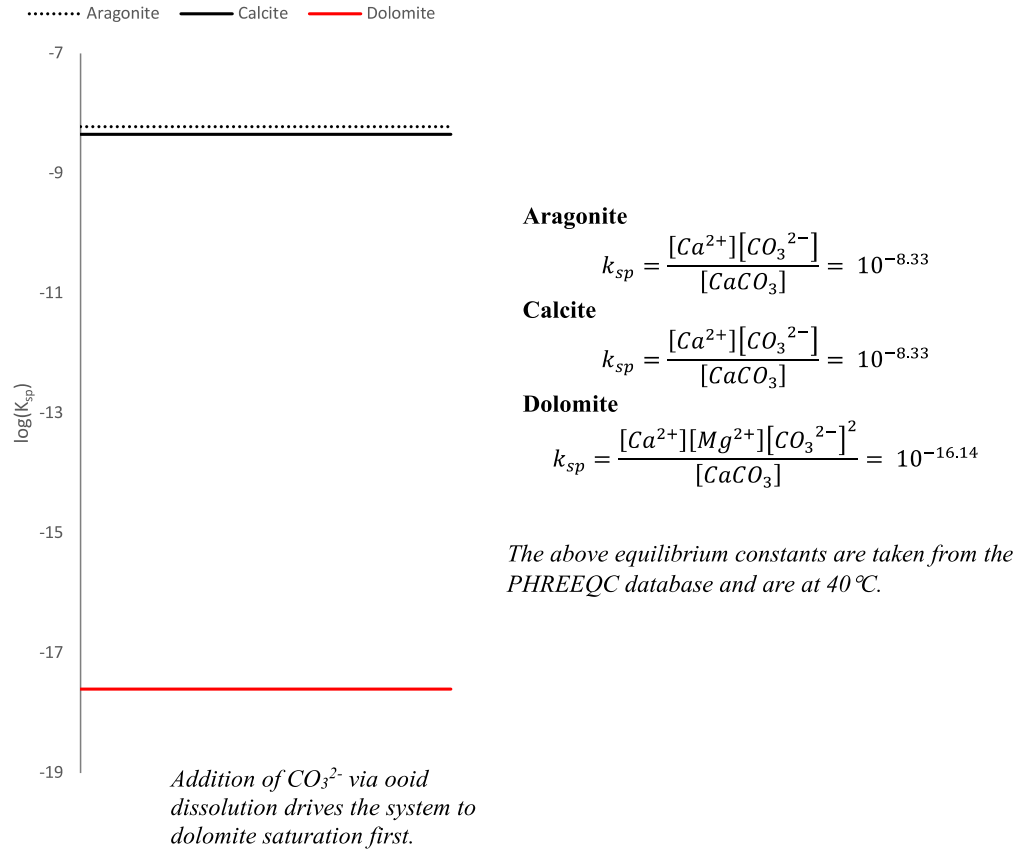 Aragonite Calcite Dolomite
-7
-9
-11
-13
-15
-17
-19
log(Kₛₚ)
Aragonite
kₛₚ = [Ca²⁺][CO₃²⁻] / [CaCO₃] = 10⁻⁸·³³
Calcite
kₛₚ = [Ca²⁺][CO₃²⁻] / [CaCO₃] = 10⁻⁸·³³
Dolomite
kₛₚ = [Ca²⁺][Mg²⁺][CO₃²⁻]² / [CaCO₃] = 10⁻¹⁶·¹⁴
The above equilibrium constants are taken from the
PHREEQC database and are at 40℃.
Addition of CO₃²⁻ via ooid
dissolution drives the system to
dolomite saturation first.